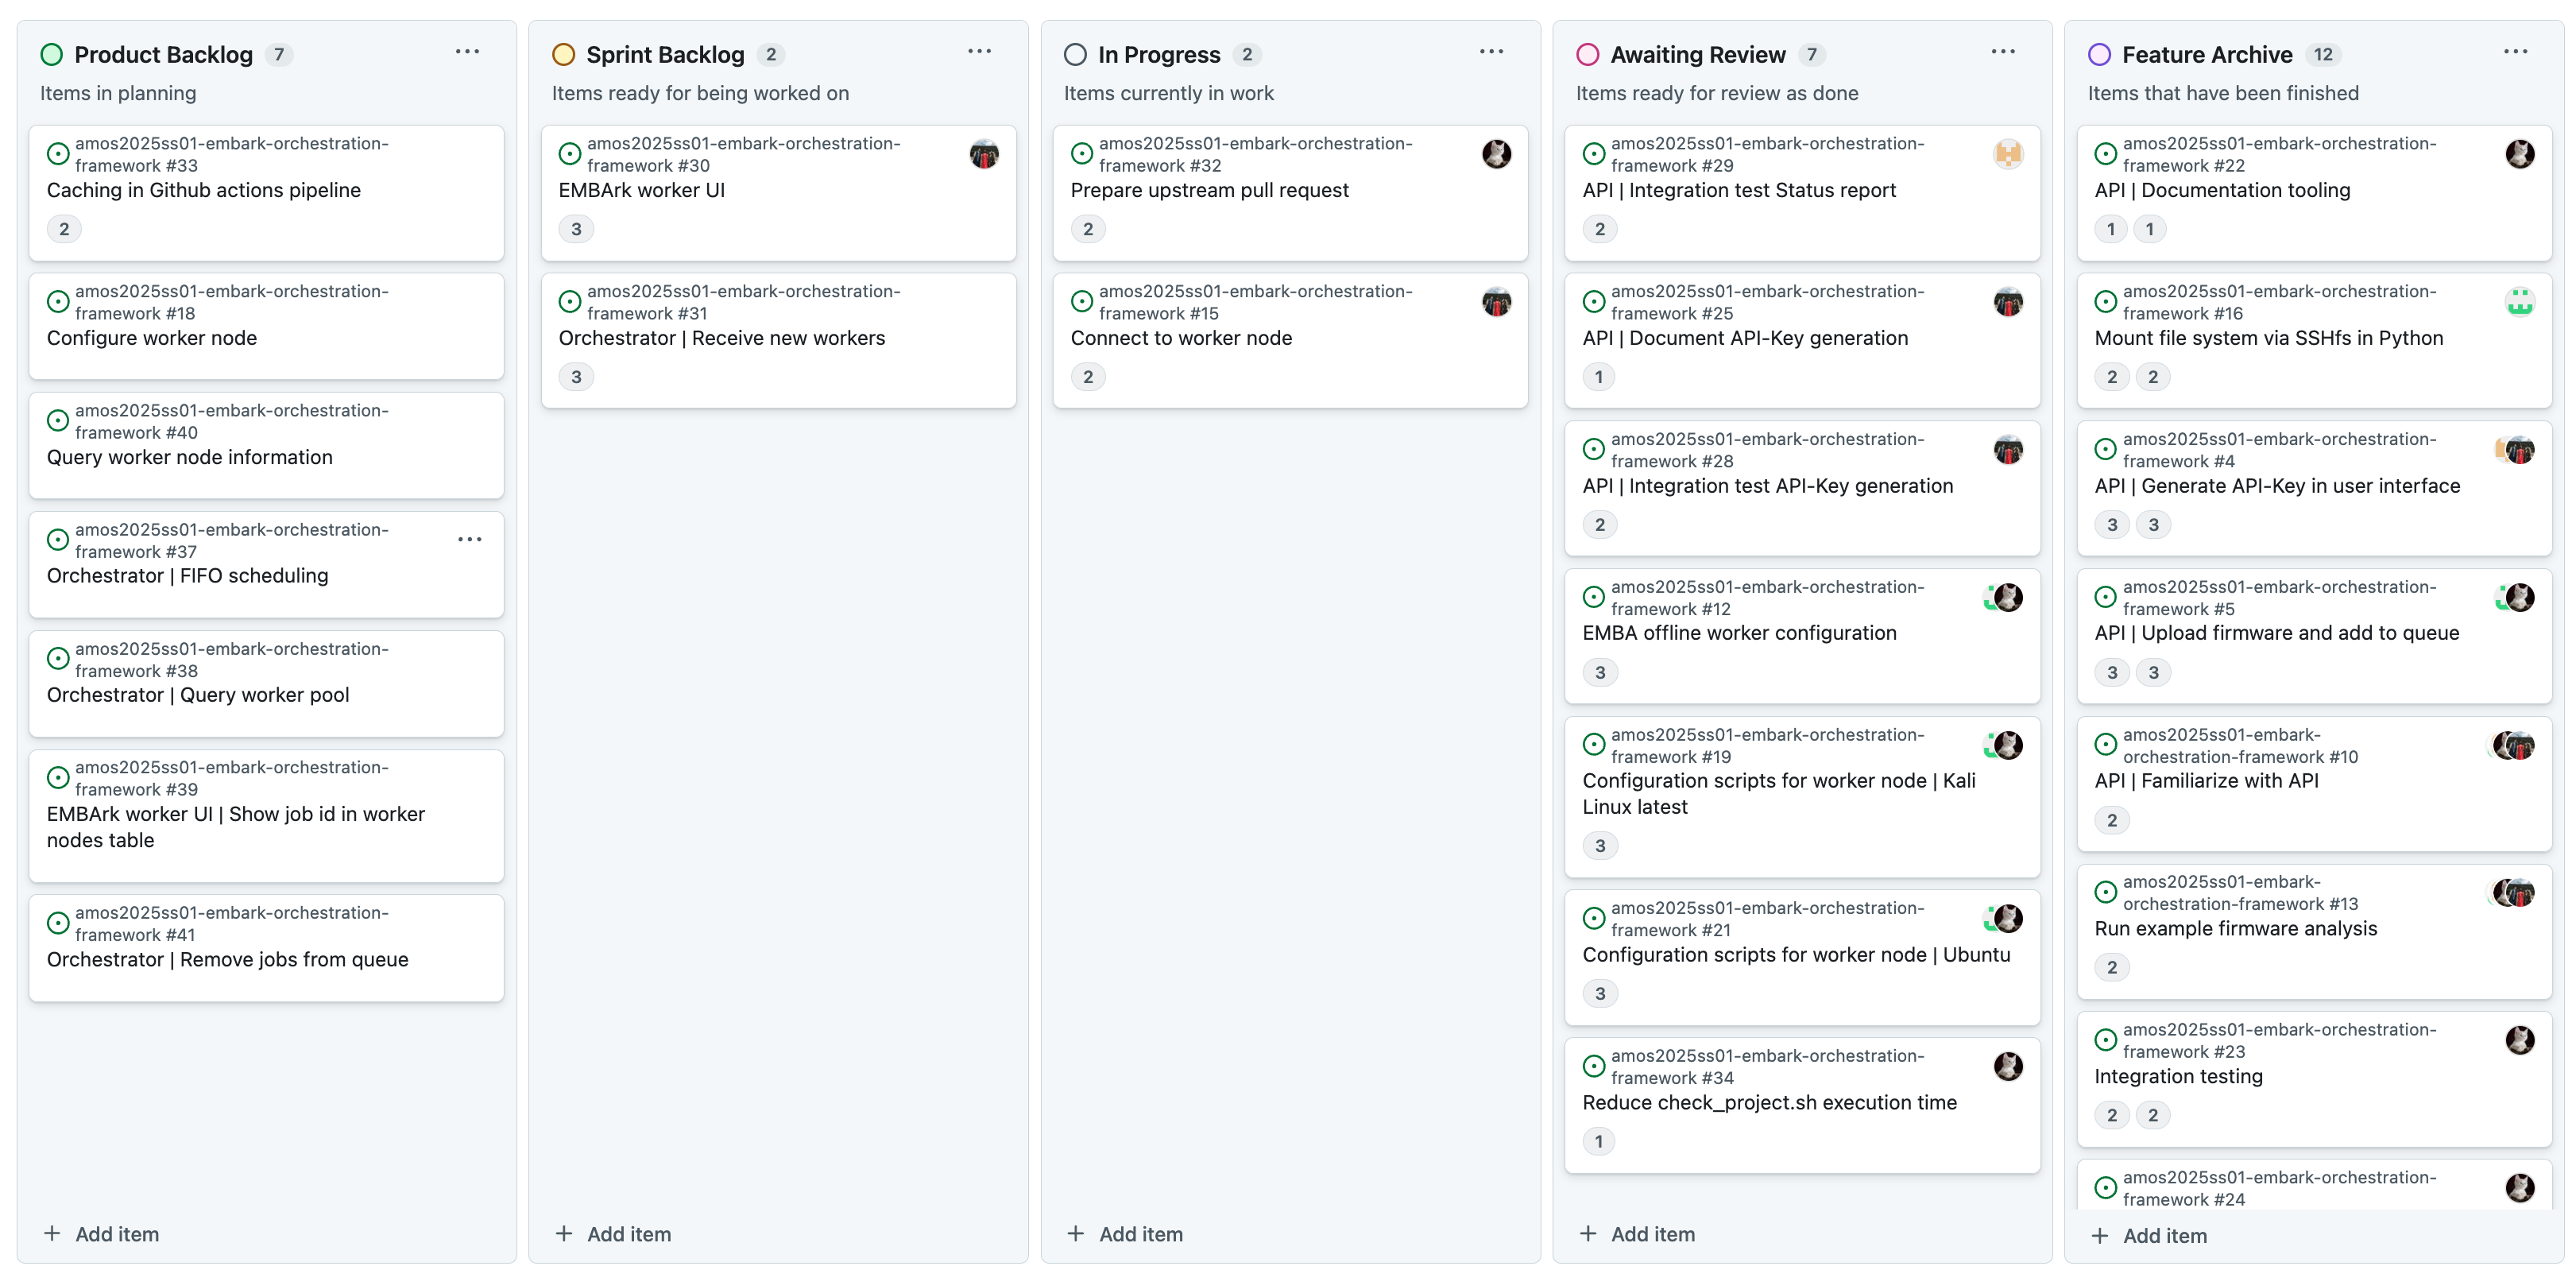 Product Backlog 7
Items in planning
amos2025ss01-embark-orchestration-
framework #33
Caching in Github actions pipeline
2
amos2025ss01-embark-orchestration-
framework #18
Configure worker node
amos2025ss01-embark-orchestration-
framework #40
Query worker node information
amos2025ss01-embark-orchestration-
framework #37
Orchestrator | FIFO scheduling
amos2025ss01-embark-orchestration-
framework #38
Orchestrator | Query worker pool
amos2025ss01-embark-orchestration-
framework #39
EMBArk worker UI | Show job id in worker
nodes table
amos2025ss01-embark-orchestration-
framework #41
Orchestrator | Remove jobs from queue
+ Add item
Sprint Backlog 2
Items ready for being worked on
amos2025ss01-embark-orchestration-
framework #30
EMBArk worker UI
3
amos2025ss01-embark-orchestration-
framework #31
Orchestrator | Receive new workers
3
+ Add item
In Progress 2
Items currently in work
amos2025ss01-embark-orchestration-
framework #32
Prepare upstream pull request
2
amos2025ss01-embark-orchestration-
framework #15
Connect to worker node
2
+ Add item
Awaiting Review 7
Items ready for review as done
amos2025ss01-embark-orchestration-
framework #29
API | Integration test Status report
2
amos2025ss01-embark-orchestration-
framework #25
API | Document API-Key generation
1
amos2025ss01-embark-orchestration-
framework #28
API | Integration test API-Key generation
2
amos2025ss01-embark-orchestration-
framework #12
EMBA offline worker configuration
3
amos2025ss01-embark-orchestration-
framework #19
Configuration scripts for worker node | Kali
Linux latest
3
amos2025ss01-embark-orchestration-
framework #21
Configuration scripts for worker node | Ubuntu
3
amos2025ss01-embark-orchestration-
framework #34
Reduce check_project.sh execution time
1
+ Add item
Feature Archive 12
Items that have been finished
amos2025ss01-embark-orchestration-
framework #22
API | Documentation tooling
1 1
amos2025ss01-embark-orchestration-
framework #16
Mount file system via SSHfs in Python
2 2
amos2025ss01-embark-orchestration-
framework #4
API | Generate API-Key in user interface
3 3
amos2025ss01-embark-orchestration-
framework #5
API | Upload firmware and add to queue
3 3
amos2025ss01-embark-
orchestration-framework #10
API | Familiarize with API
2
amos2025ss01-embark-
orchestration-framework #13
Run example firmware analysis
2
amos2025ss01-embark-orchestration-
framework #23
Integration testing
2 2
amos2025ss01-embark-orchestration-
framework #24
+ Add item